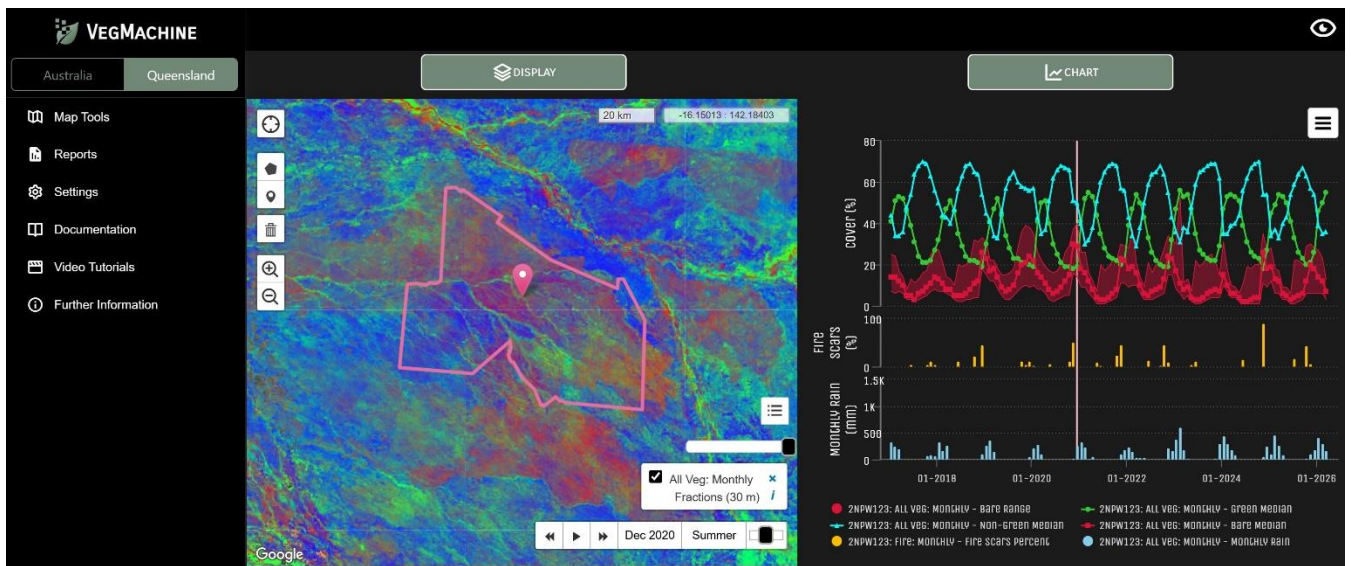 VEGMACHINE
Australia
Queensland
Map Tools
Reports
Settings
Documentation
Video Tutorials
Further Information
DISPLAY
20 km
-16.15013 : 142.18403
All Veg: Monthly
Fractions (30 m)
Dec 2020
Summer
Google
CHART
80
60
40
20
0
Cover (%)
100
0
Fire
Scars
(%)
1.5K
1K
500
0
Monthly Rain
(mm)
01-2018
01-2020
01-2022
01-2024
01-2026
2NPW123: All Veg: Monthly - Bare Range
2NPW123: All Veg: Monthly - Green Median
2NPW123: All Veg: Monthly - Non-Green Median
2NPW123: All Veg: Monthly - Bare Median
2NPW123: Fire: Monthly - Fire Scars Percent
2NPW123: All Veg: Monthly - Monthly Rain